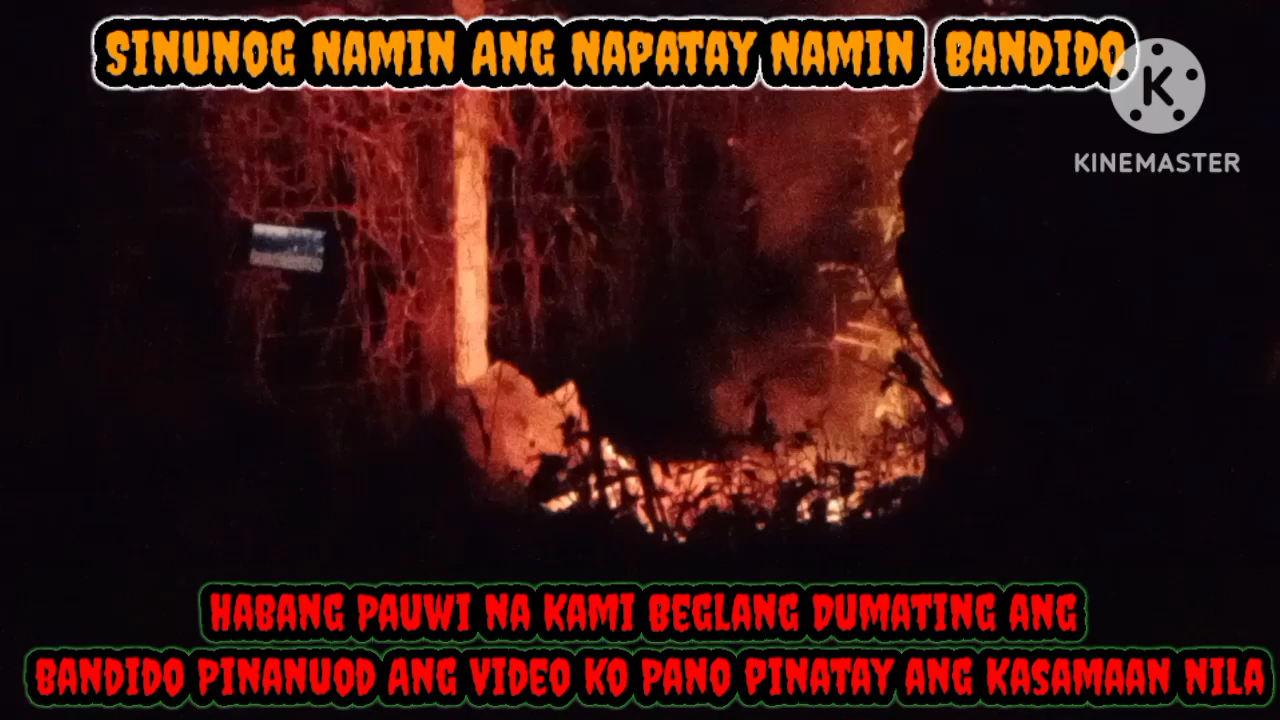 SINUNOG NAMIN ANG NAPATAY NAMIN BANDIDO
K
KINEMASTER
HABANG PAUWI NA KAMI BEGLANG DUMATING ANG
BANDIDO PINANUOD ANG VIDEO KO PANO PINATAY ANG KASAMAAN NILA